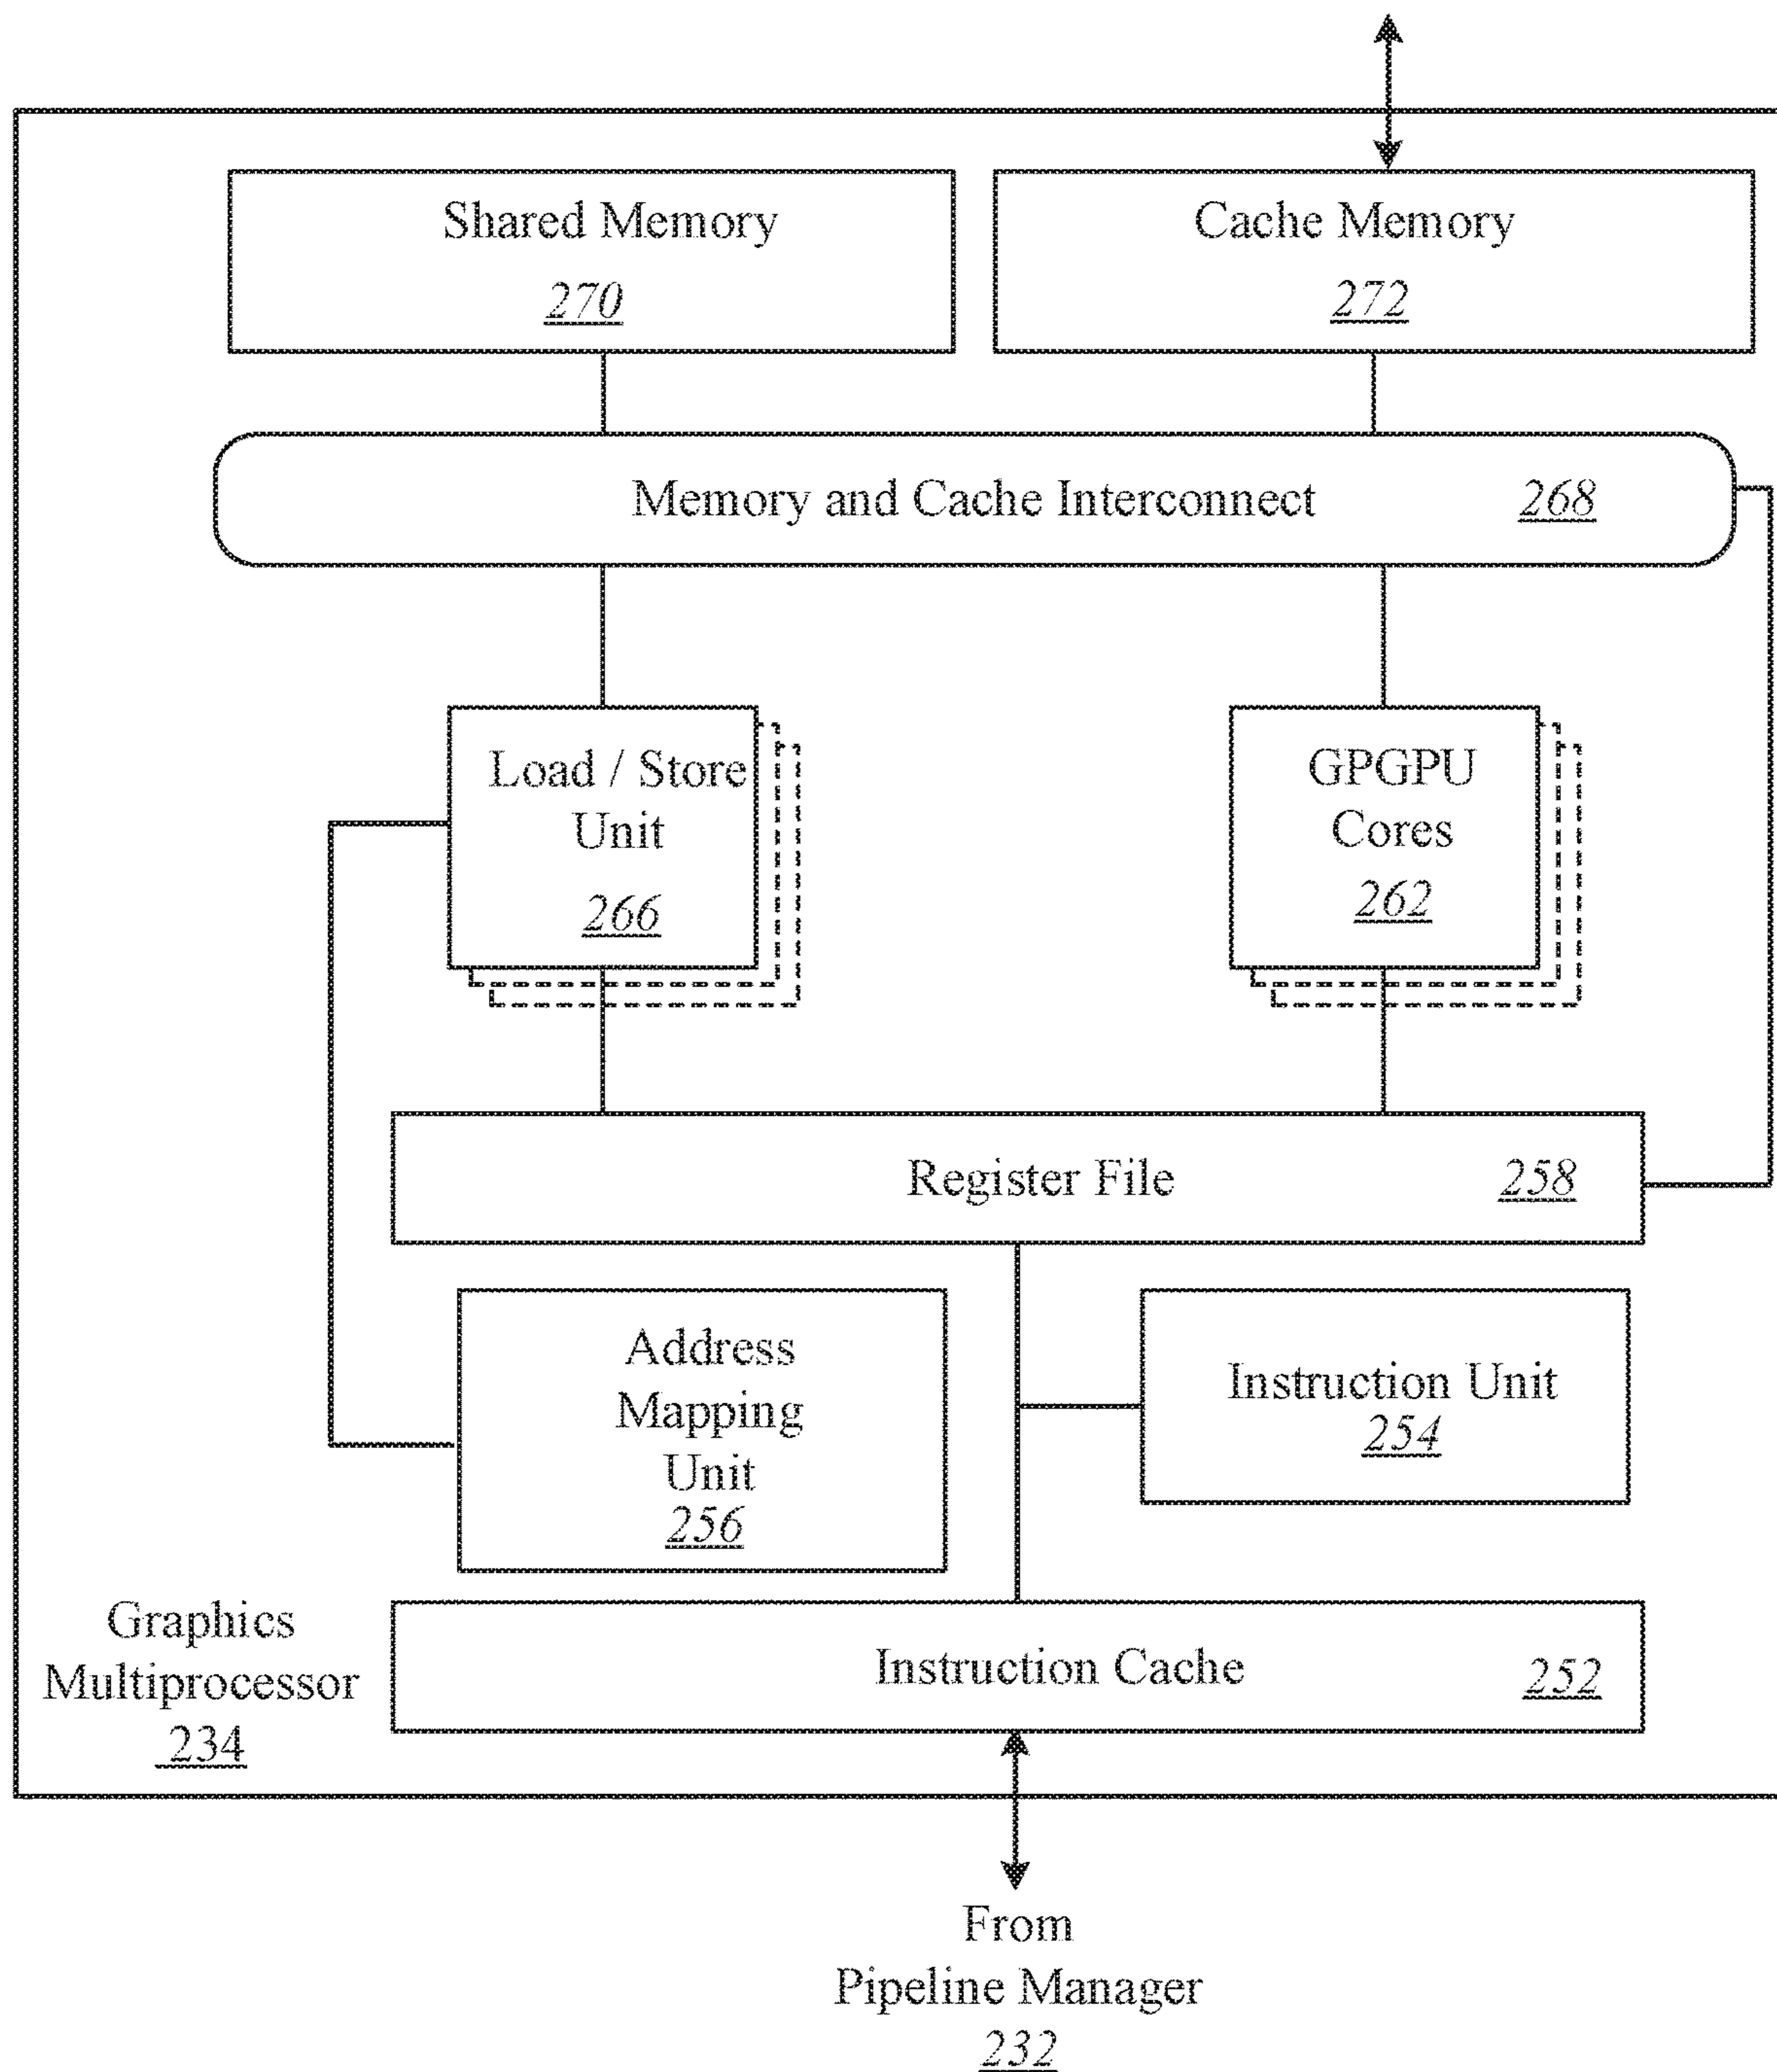 Shared Memory
270
Cache Memory
272
Memory and Cache Interconnect 268
Load / Store
Unit
266
GPGPU
Cores
262
Register File 258
Address
Mapping
Unit
256
Instruction Unit
254
Graphics
Multiprocessor
234
Instruction Cache 252
From
Pipeline Manager
232